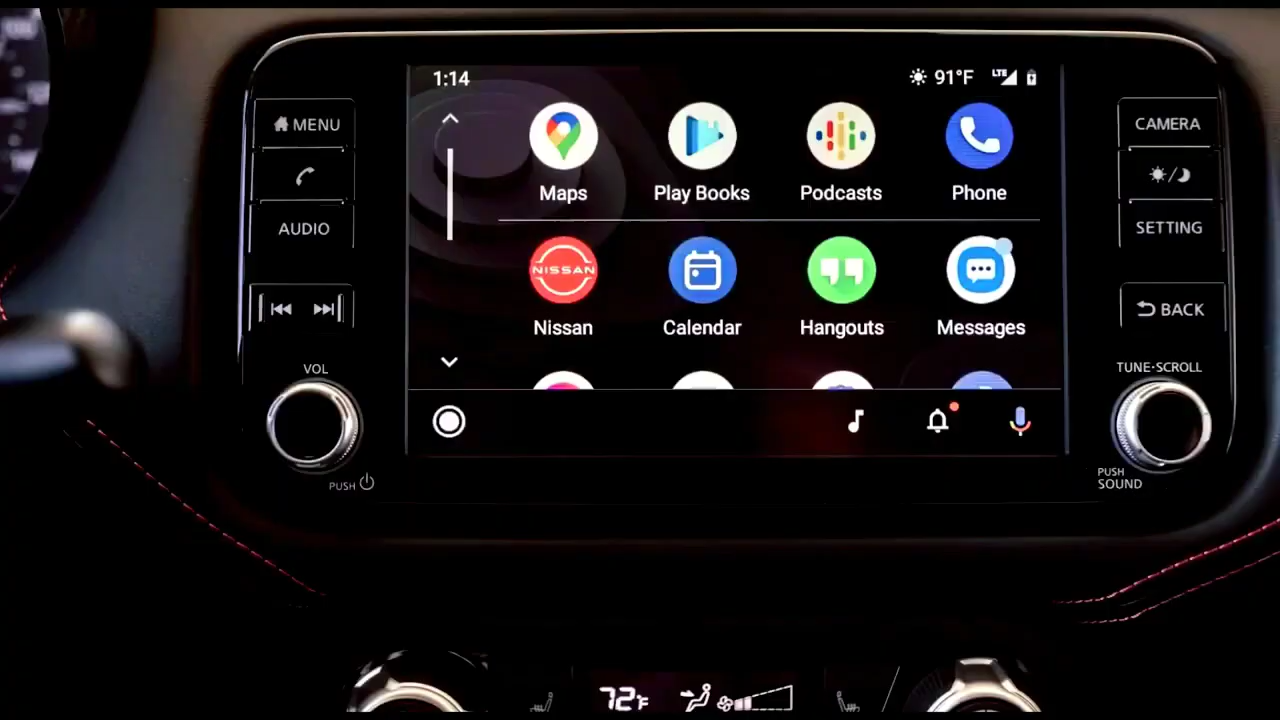 1:14
91°F LTE
MENU
AUDIO
VOL
PUSH
Maps
Play Books
Podcasts
Phone
NISSAN
Nissan
Calendar
Hangouts
Messages
CAMERA
SETTING
BACK
TUNE·SCROLL
PUSH
SOUND
72°F